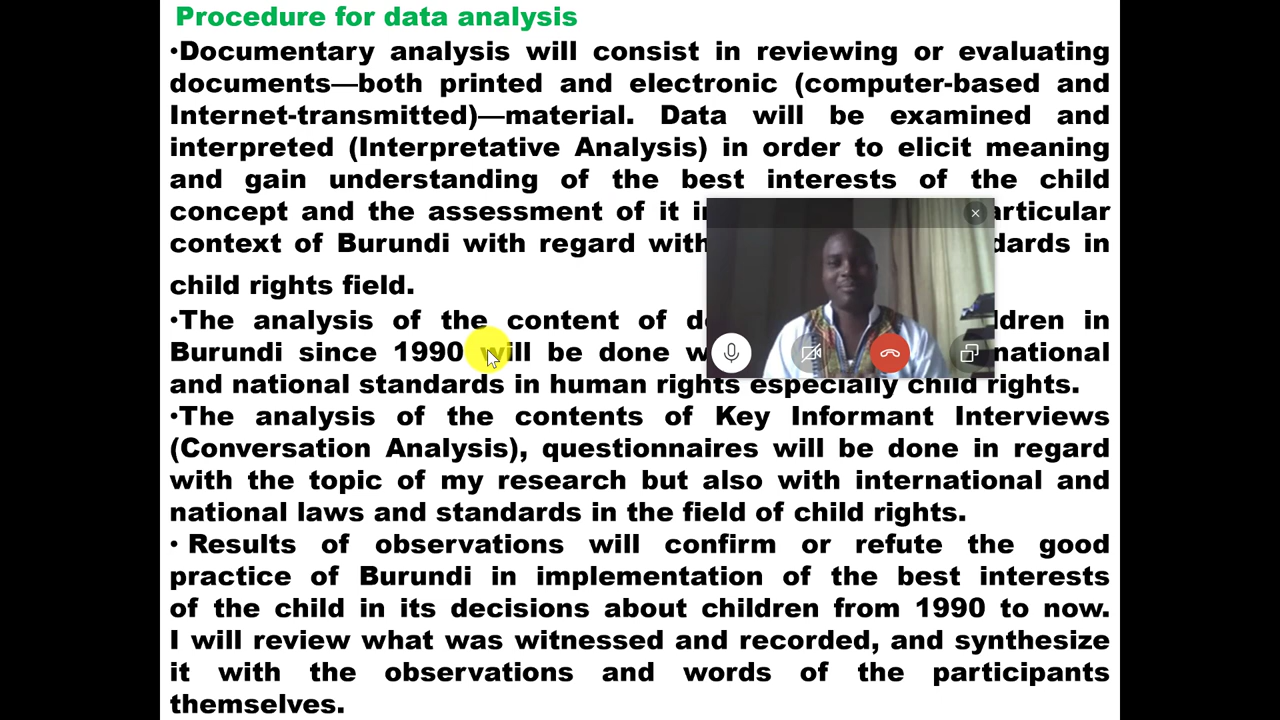 Procedure for data analysis
•Documentary analysis will consist in reviewing or evaluating
documents—both printed and electronic (computer-based and
Internet-transmitted)—material. Data will be examined and
interpreted (Interpretative Analysis) in order to elicit meaning
and gain understanding of the best interests of the child
concept and the assessment of it articular
context of Burundi with regard with dards in
child rights field.
•The analysis of the content of ldren in
Burundi since 1990 will be done national
and national standards in human rights especially child rights.
•The analysis of the contents of Key Informant Interviews
(Conversation Analysis), questionnaires will be done in regard
with the topic of my research but also with international and
national laws and standards in the field of child rights.
• Results of observations will confirm or refute the good
practice of Burundi in implementation of the best interests
of the child in its decisions about children from 1990 to now.
I will review what was witnessed and recorded, and synthesize
it with the observations and words of the participants
themselves.